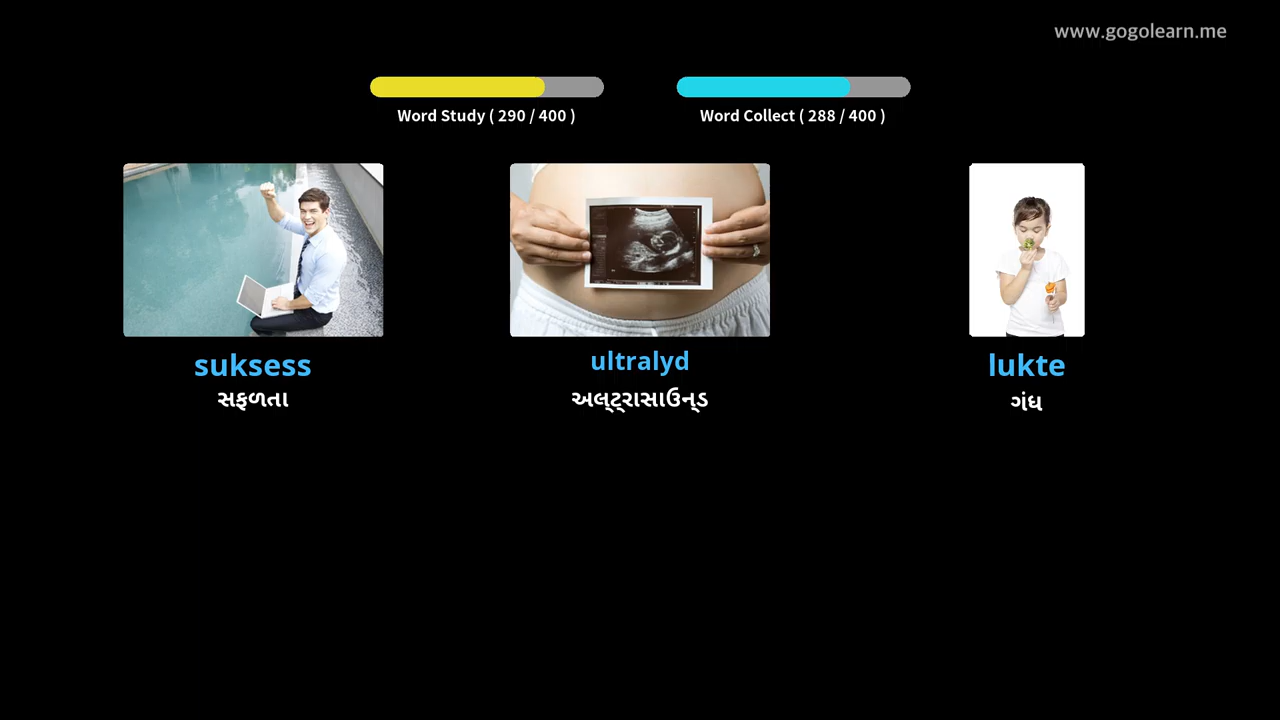 www.gogolearn.me
Word Study ( 290 / 400 )
Word Collect ( 288 / 400 )
suksess
સફળતા
ultralyd
અલ્ટ્રાસાઉન્ડ
lukte
ગંધ